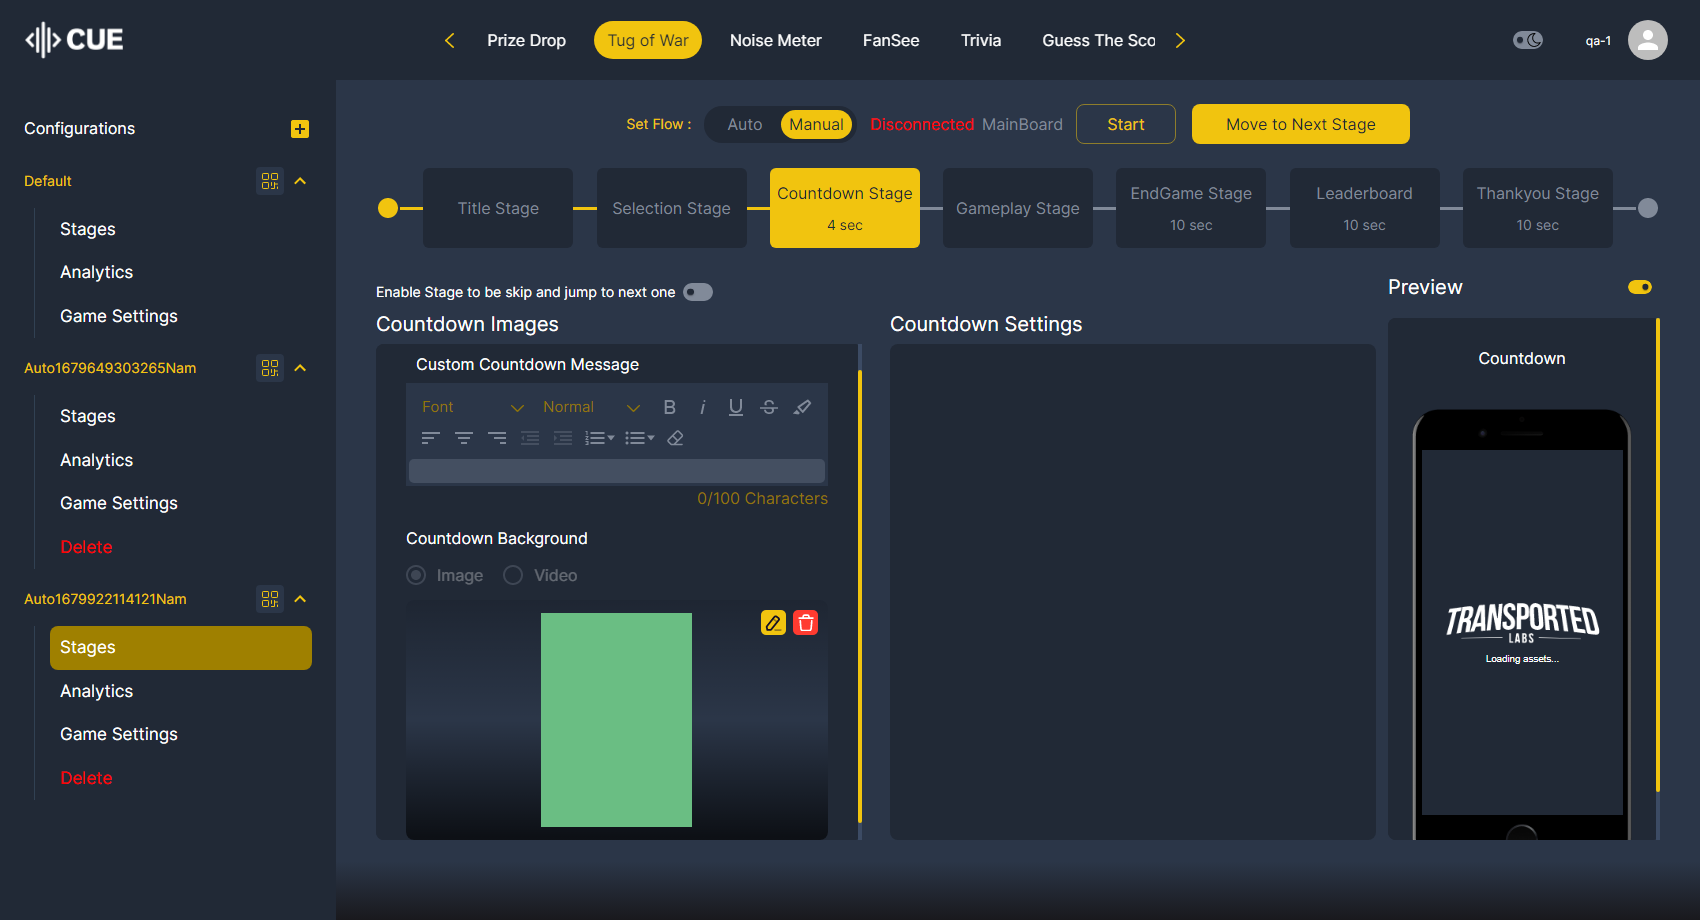 CUE
Prize Drop
Tug of War
Noise Meter
FanSee
Trivia
Guess The Sco
qa-1
Configurations
Default
Stages
Analytics
Game Settings
Auto1679649303265Nam
Stages
Analytics
Game Settings
Delete
Auto1679922114121Nam
Stages
Analytics
Game Settings
Delete
Set Flow :
Auto
Manual
Disconnected MainBoard
Start
Move to Next Stage
Title Stage
Selection Stage
Countdown Stage
4 sec
Gameplay Stage
EndGame Stage
10 sec
Leaderboard
10 sec
Thankyou Stage
10 sec
Enable Stage to be skip and jump to next one
Countdown Images
Custom Countdown Message
Font
Normal
B
i
U
S
0/100 Characters
Countdown Background
Image
Video
Countdown Settings
Preview
Countdown
TRANSPORTED
LABS
Loading assets...